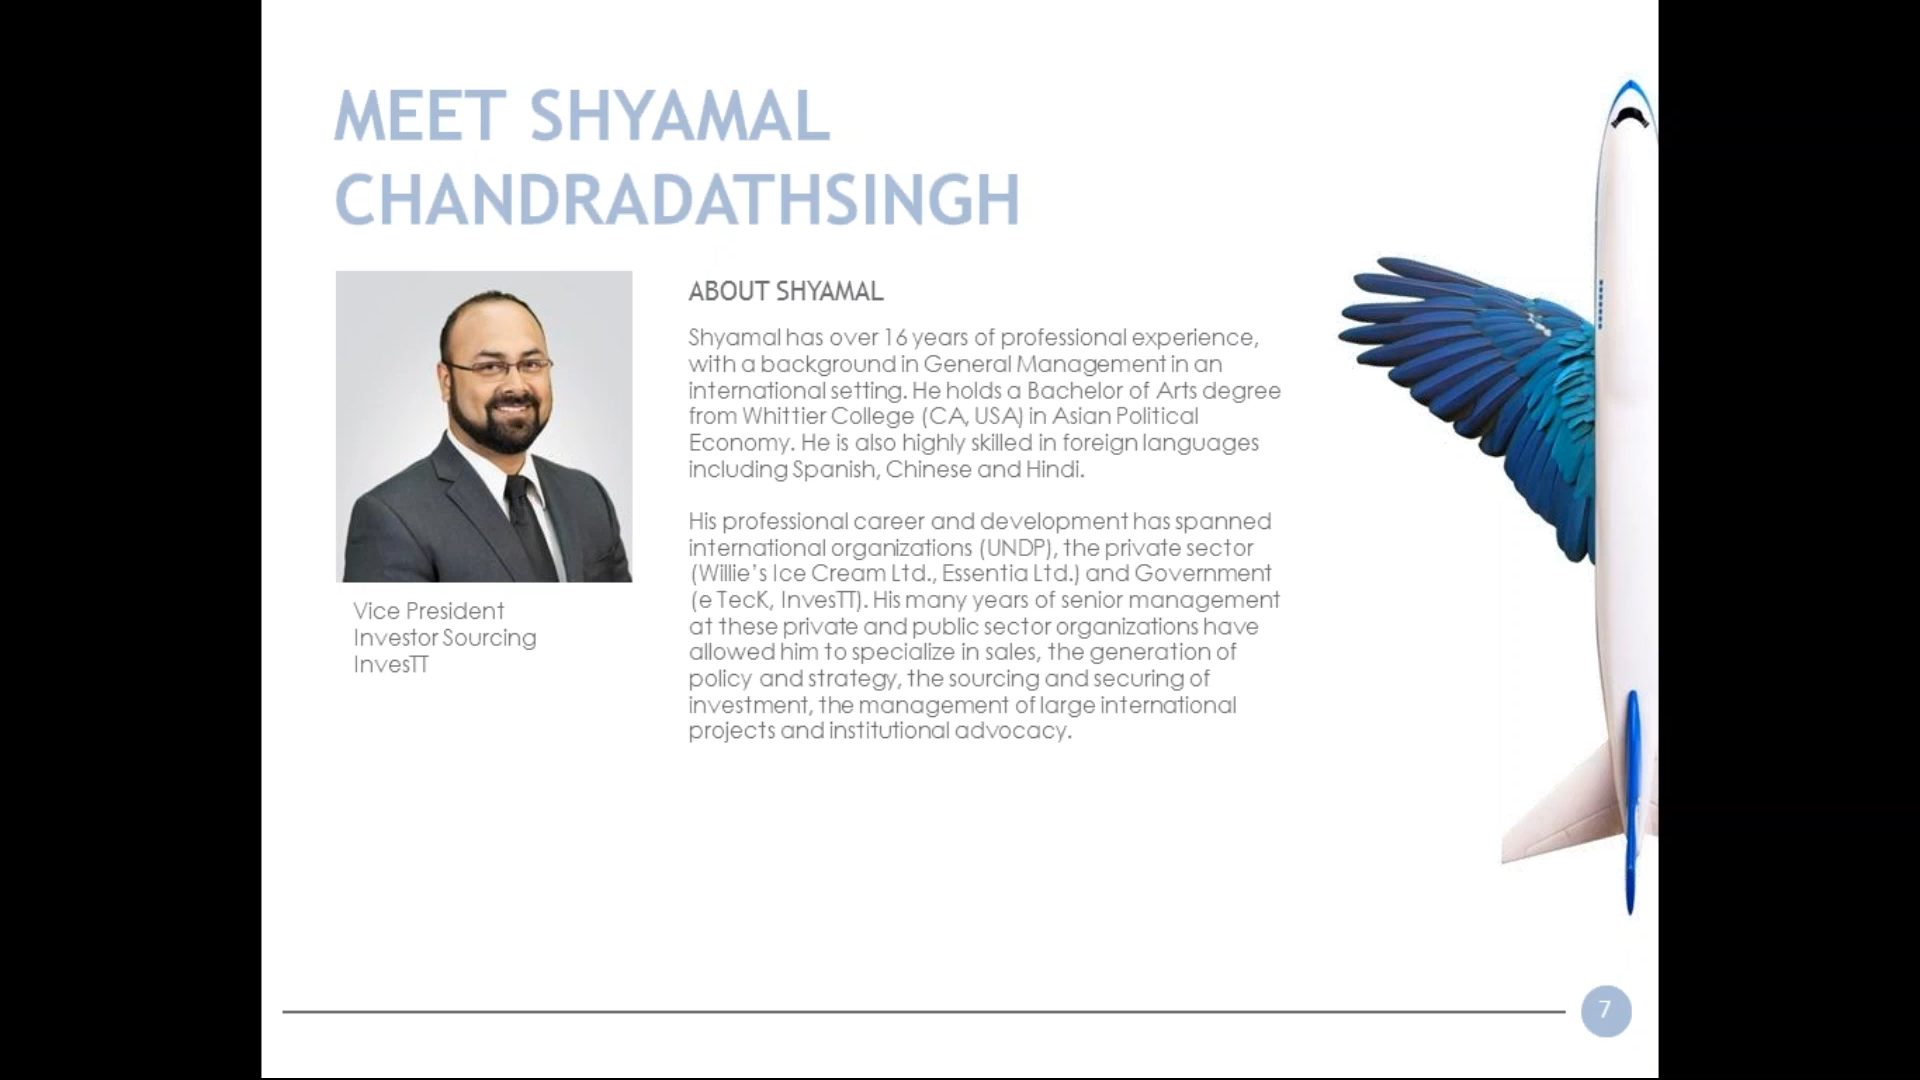 MEET SHYAMAL
CHANDRADATHSINGH
ABOUT SHYAMAL
Shyamal has over 16 years of professional experience,
with a background in General Management in an
international setting. He holds a Bachelor of Arts degree
from Whittier College (CA, USA) in Asian Political
Economy. He is also highly skilled in foreign languages
including Spanish, Chinese and Hindi.
His professional career and development has spanned
international organizations (UNDP), the private sector
(Willie's Ice Cream Ltd., Essentia Ltd.) and Government
(e TecK, InvesTT). His many years of senior management
at these private and public sector organizations have
allowed him to specialize in sales, the generation of
policy and strategy, the sourcing and securing of
investment, the management of large international
projects and institutional advocacy.
Vice President
Investor Sourcing
InvesTT
7